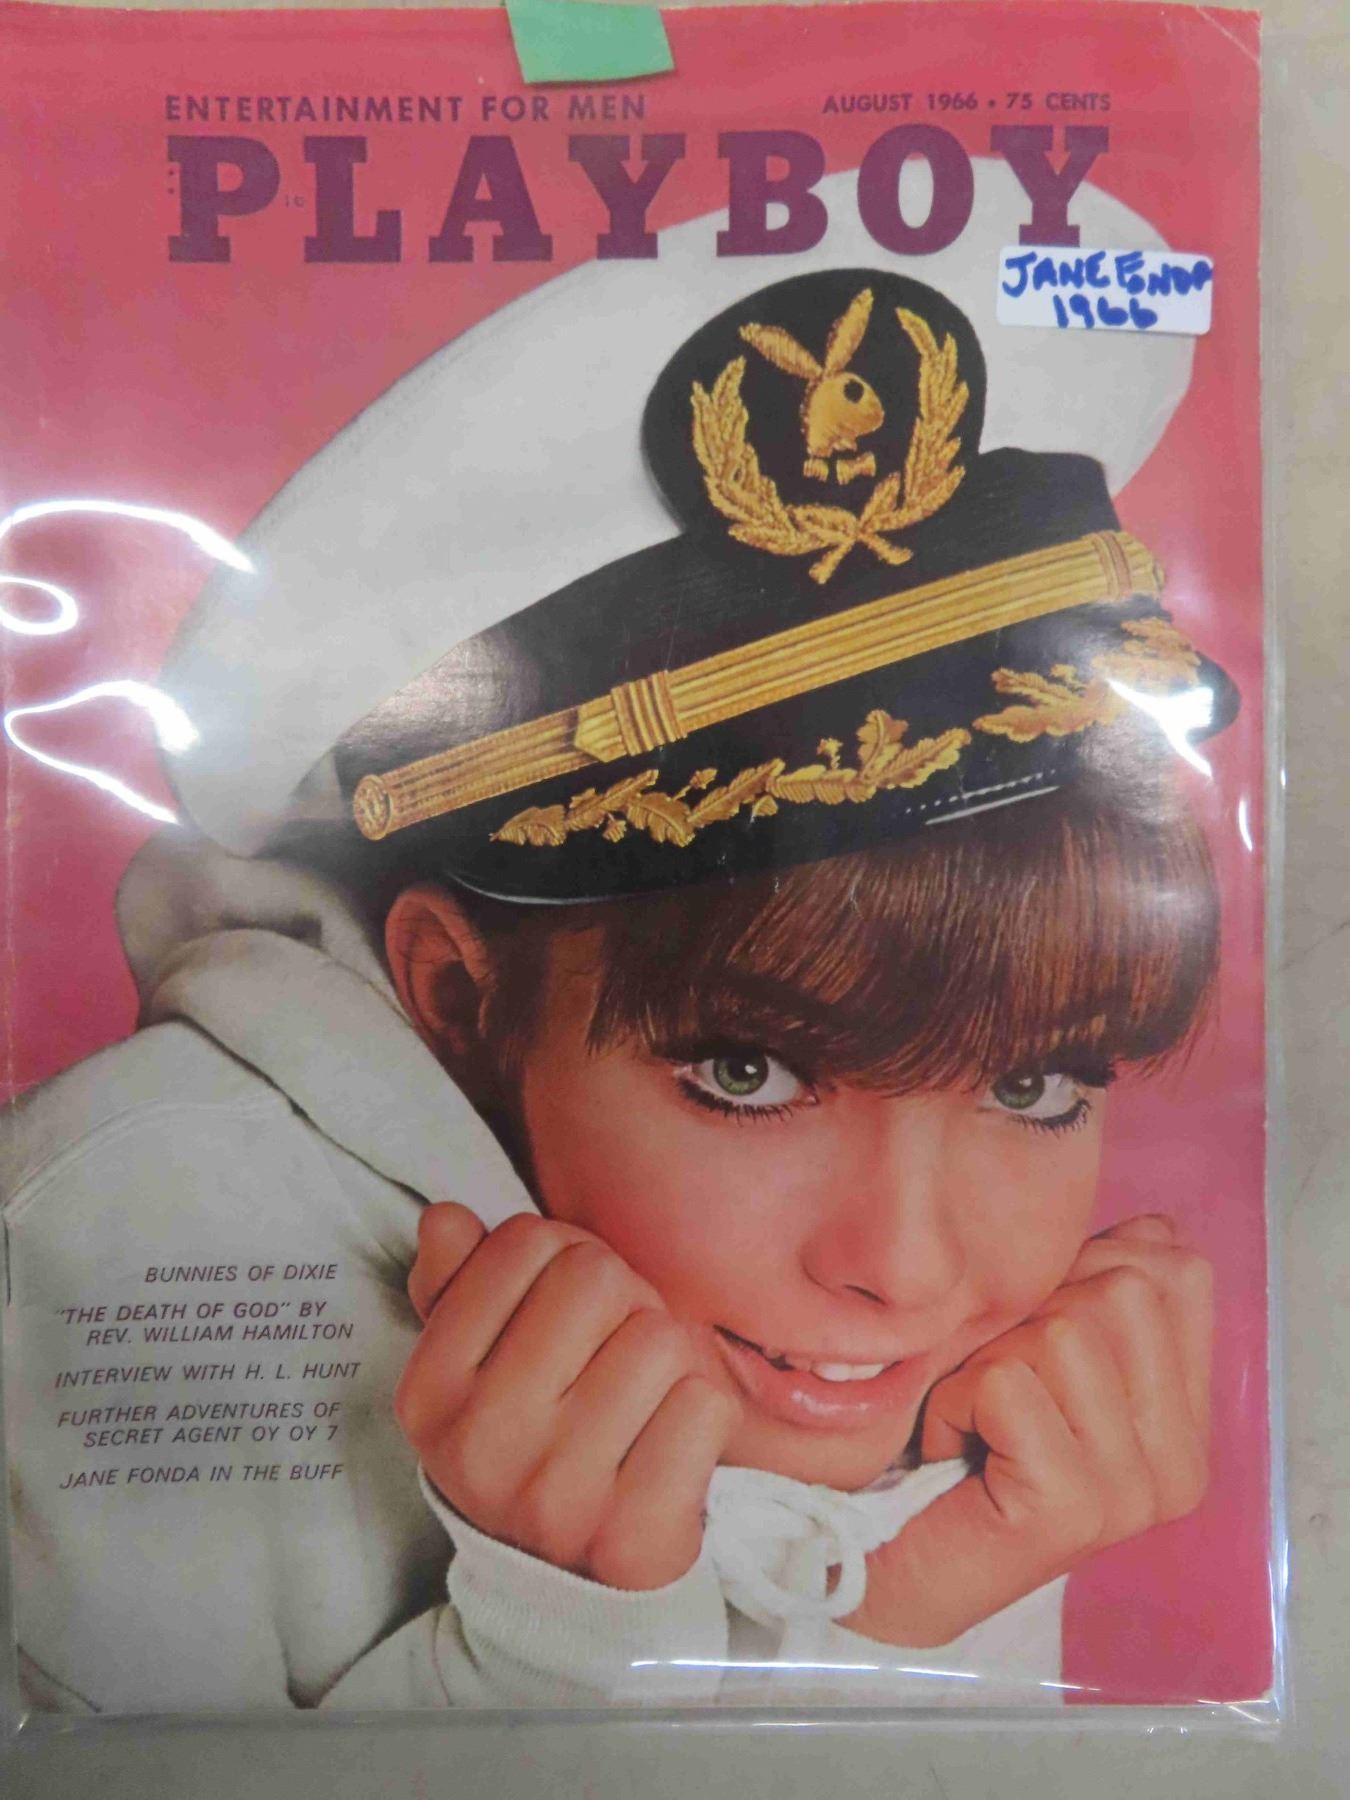 ENTERTAINMENT FOR MEN
AUGUST 1966 • 75 CENTS
PLAYBOY
JANE FONDA
1966
BUNNIES OF DIXIE
"THE DEATH OF GOD" BY
REV. WILLIAM HAMILTON
INTERVIEW WITH H. L. HUNT
FURTHER ADVENTURES OF
SECRET AGENT OY OY 7
JANE FONDA IN THE BUFF